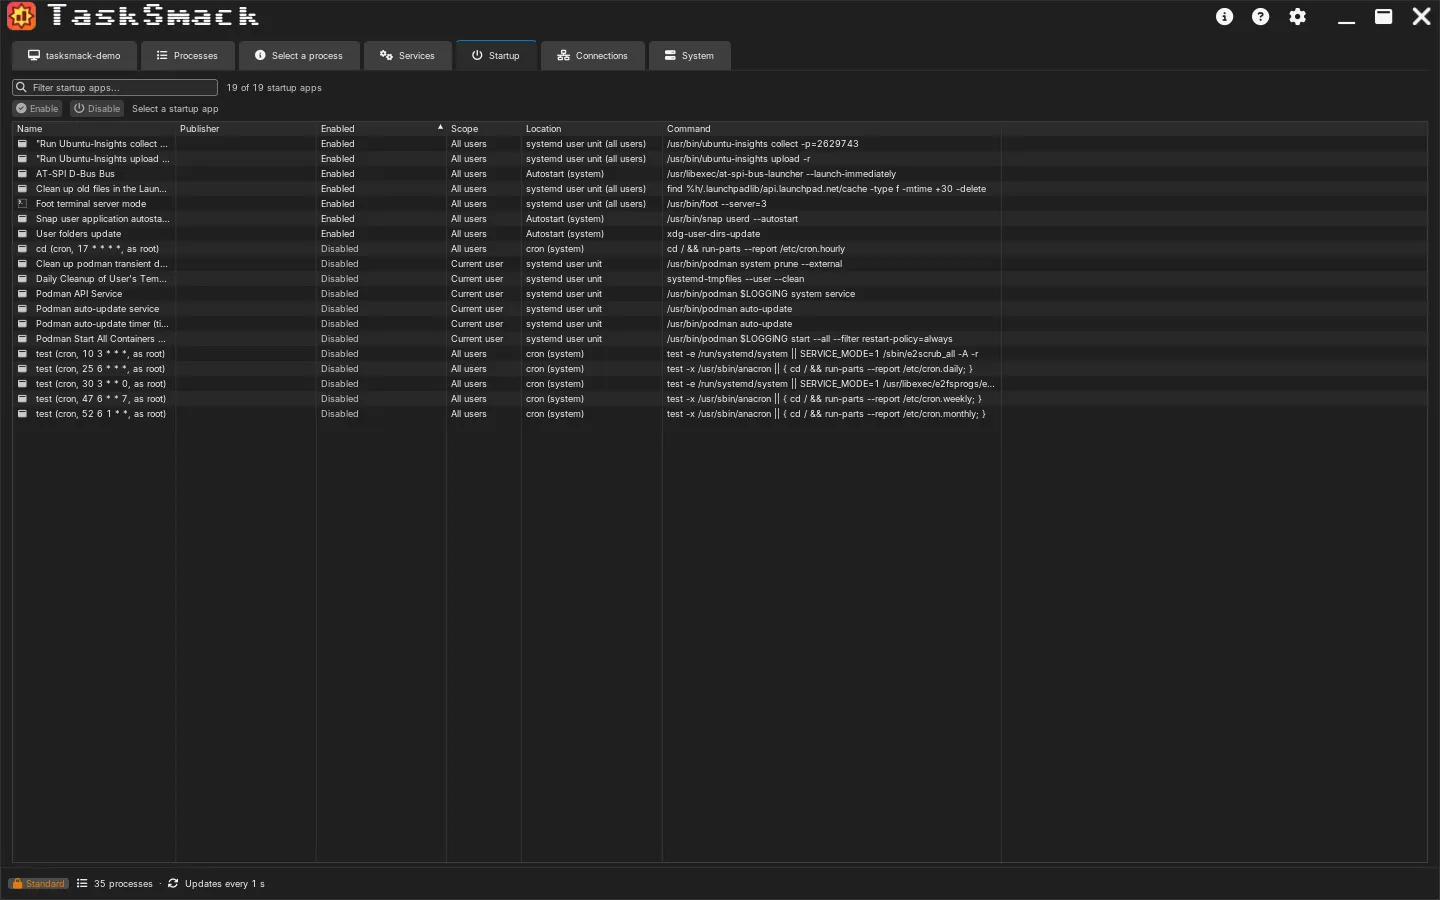 TaskSmack
tasksmack-demo Processes Select a process Services Startup Connections System
Filter startup apps... 19 of 19 startup apps
Enable Disable Select a startup app
Name Publisher Enabled Scope Location Command
"Run Ubuntu-Insights collect ... Enabled All users systemd user unit (all users) /usr/bin/ubuntu-insights collect -p=2629743
"Run Ubuntu-Insights upload ... Enabled All users systemd user unit (all users) /usr/bin/ubuntu-insights upload -r
AT-SPI D-Bus Bus Enabled All users Autostart (system) /usr/libexec/at-spi-bus-launcher --launch-immediately
Clean up old files in the Laun... Enabled All users systemd user unit (all users) find %h/.launchpadlib/api.launchpad.net/cache -type f -mtime +30 -delete
Foot terminal server mode Enabled All users systemd user unit (all users) /usr/bin/foot --server=3
Snap user application autosta... Enabled All users Autostart (system) /usr/bin/snap userd --autostart
User folders update Enabled All users Autostart (system) xdg-user-dirs-update
cd (cron, 17 * * * *, as root) Disabled All users cron (system) cd / && run-parts --report /etc/cron.hourly
Clean up podman transient d... Disabled Current user systemd user unit /usr/bin/podman system prune --external
Daily Cleanup of User's Tem... Disabled Current user systemd user unit systemd-tmpfiles --user --clean
Podman API Service Disabled Current user systemd user unit /usr/bin/podman $LOGGING system service
Podman auto-update service Disabled Current user systemd user unit /usr/bin/podman auto-update
Podman auto-update timer (ti... Disabled Current user systemd user unit /usr/bin/podman auto-update
Podman Start All Containers ... Disabled Current user systemd user unit /usr/bin/podman $LOGGING start --all --filter restart-policy=always
test (cron, 10 3 * * *, as root) Disabled All users cron (system) test -e /run/systemd/system || SERVICE_MODE=1 /sbin/e2scrub_all -A -r
test (cron, 25 6 * * *, as root) Disabled All users cron (system) test -x /usr/sbin/anacron || { cd / && run-parts --report /etc/cron.daily; }
test (cron, 30 3 * * 0, as root) Disabled All users cron (system) test -e /run/systemd/system || SERVICE_MODE=1 /usr/libexec/e2fsprogs/e...
test (cron, 47 6 * * 7, as root) Disabled All users cron (system) test -x /usr/sbin/anacron || { cd / && run-parts --report /etc/cron.weekly; }
test (cron, 52 6 1 * *, as root) Disabled All users cron (system) test -x /usr/sbin/anacron || { cd / && run-parts --report /etc/cron.monthly; }
Standard 35 processes · Updates every 1 s